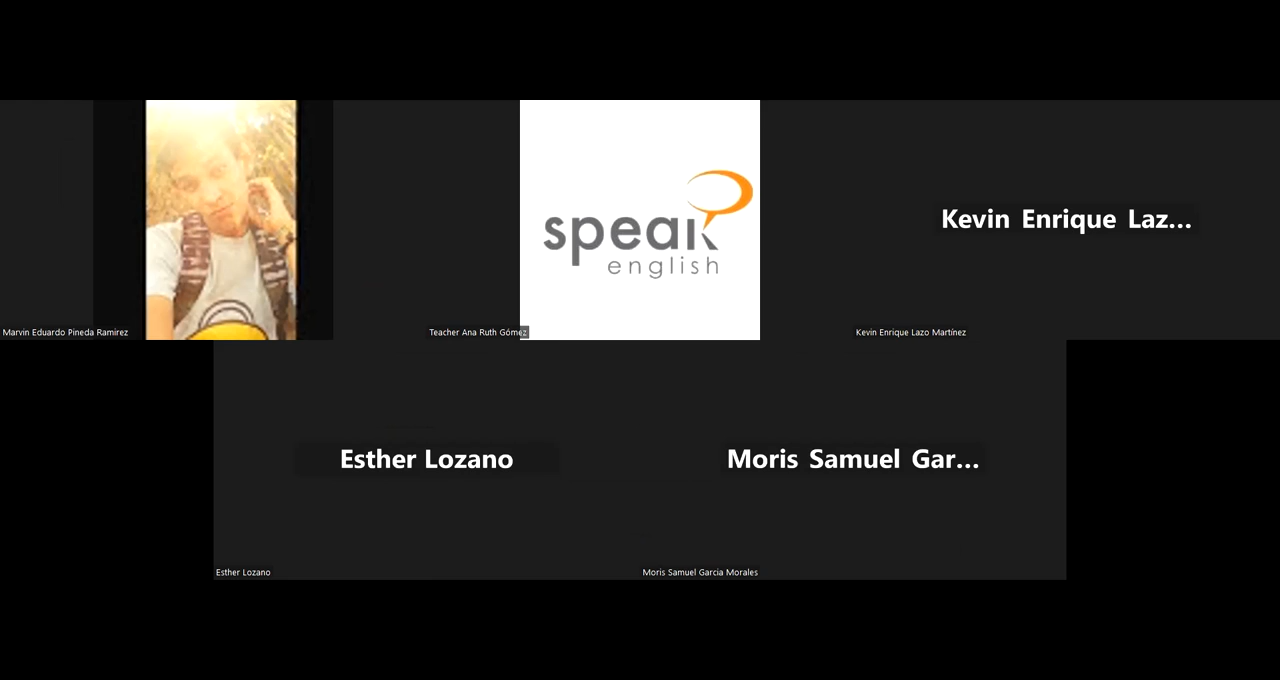 speak
english
Kevin Enrique Laz...
Marvin Eduardo Pineda Ramirez
Teacher Ana Ruth Gómez
Kevin Enrique Lazo Martínez
Esther Lozano
Moris Samuel Gar...
Esther Lozano
Moris Samuel Garcia Morales